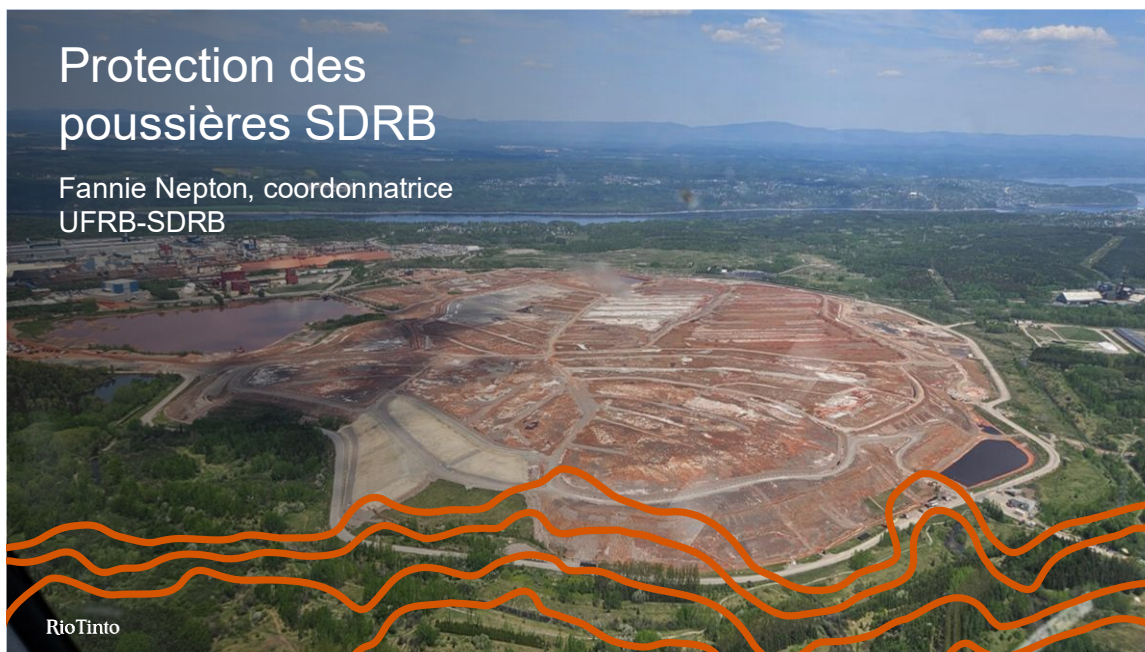 Protection des
poussières SDRB
Fannie Nepton, coordonnatrice
UFRB-SDRB
RioTinto